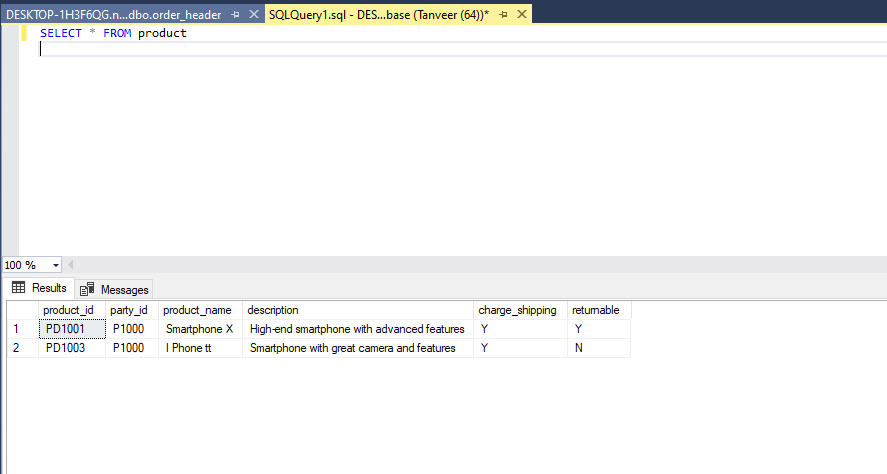 DESKTOP-1H3F6QG.n...dbo.order_header SQLQuery1.sql - DES...base (Tanveer (64))*
SELECT * FROM product
100 %
Results Messages
product_id party_id product_name description charge_shipping returnable
1 PD1001 P1000 Smartphone X High-end smartphone with advanced features Y Y
2 PD1003 P1000 I Phone tt Smartphone with great camera and features Y N